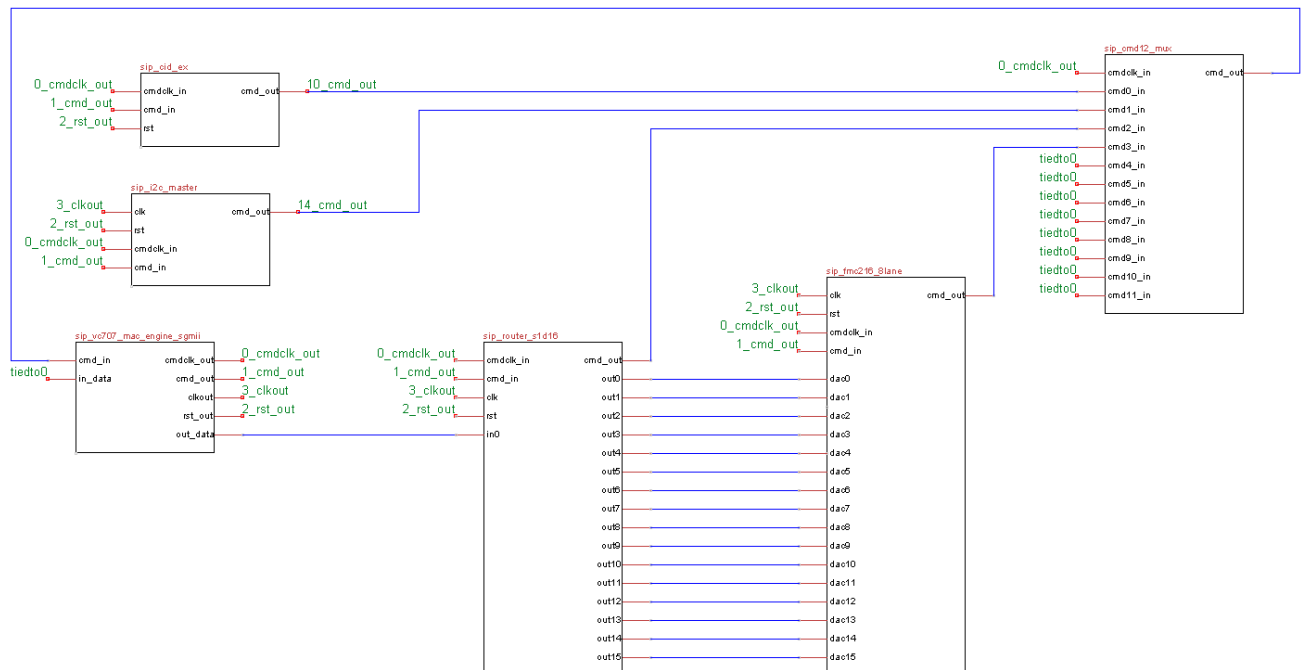 sip_cmd12_mux
0_cmdclk_out
cmdclk_in
cmd_out
cmd0_in
cmd1_in
cmd2_in
cmd3_in
tiedto0
cmd4_in
tiedto0
cmd5_in
tiedto0
cmd6_in
tiedto0
cmd7_in
tiedto0
cmd8_in
tiedto0
cmd9_in
tiedto0
cmd10_in
tiedto0
cmd11_in
sip_cid_ex
0_cmdclk_out
cmdclk_in
cmd_out
10_cmd_out
1_cmd_out
cmd_in
2_rst_out
rst
sip_i2c_master
3_clkout
clk
cmd_out
14_cmd_out
2_rst_out
rst
0_cmdclk_out
cmdclk_in
1_cmd_out
cmd_in
sip_vc707_mac_engine_sgmii
cmd_in
cmdclk_out
0_cmdclk_out
tiedto0
in_data
cmd_out
1_cmd_out
clkout
3_clkout
rst_out
2_rst_out
out_data
sip_router_s1d16
0_cmdclk_out
cmdclk_in
cmd_out
1_cmd_out
cmd_in
out0
3_clkout
clk
out1
2_rst_out
rst
out2
in0
out3
out4
out5
out6
out7
out8
out9
out10
out11
out12
out13
out14
out15
sip_fmc216_8lane
3_clkout
clk
cmd_out
2_rst_out
rst
0_cmdclk_out
cmdclk_in
1_cmd_out
cmd_in
dac0
dac1
dac2
dac3
dac4
dac5
dac6
dac7
dac8
dac9
dac10
dac11
dac12
dac13
dac14
dac15